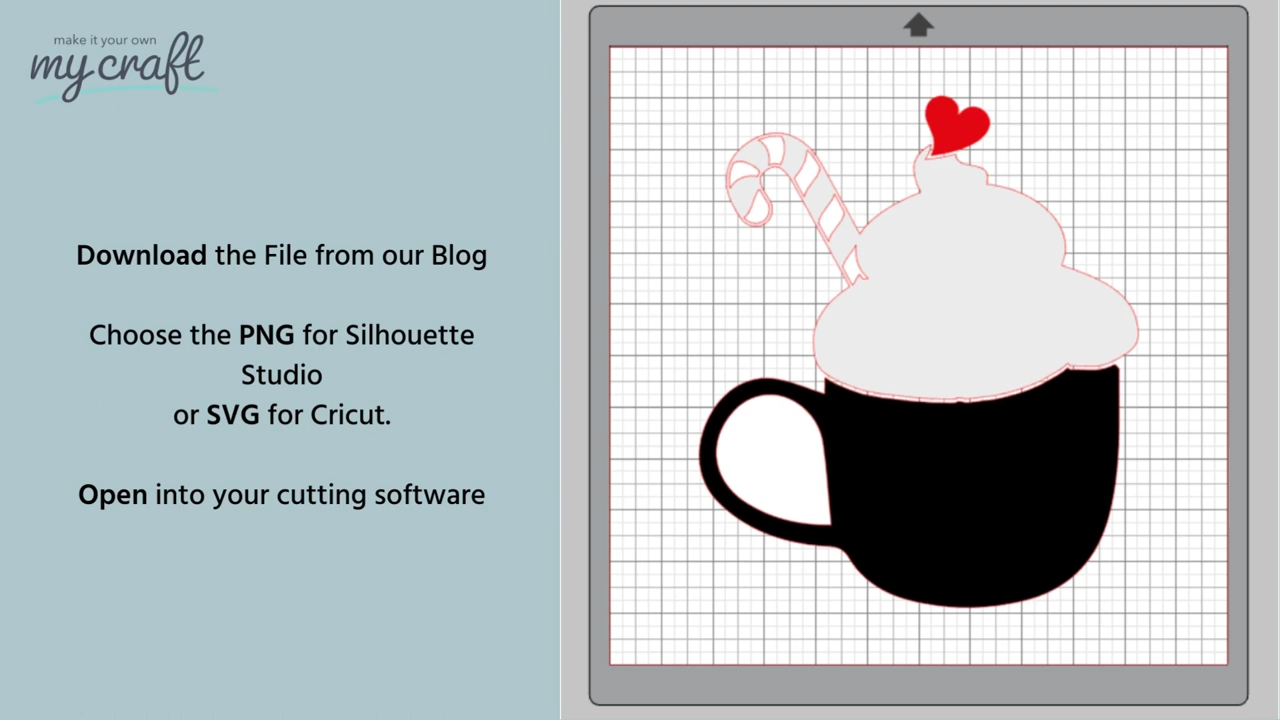 make it your own
my craft
Download the File from our Blog
Choose the PNG for Silhouette
Studio
or SVG for Cricut.
Open into your cutting software